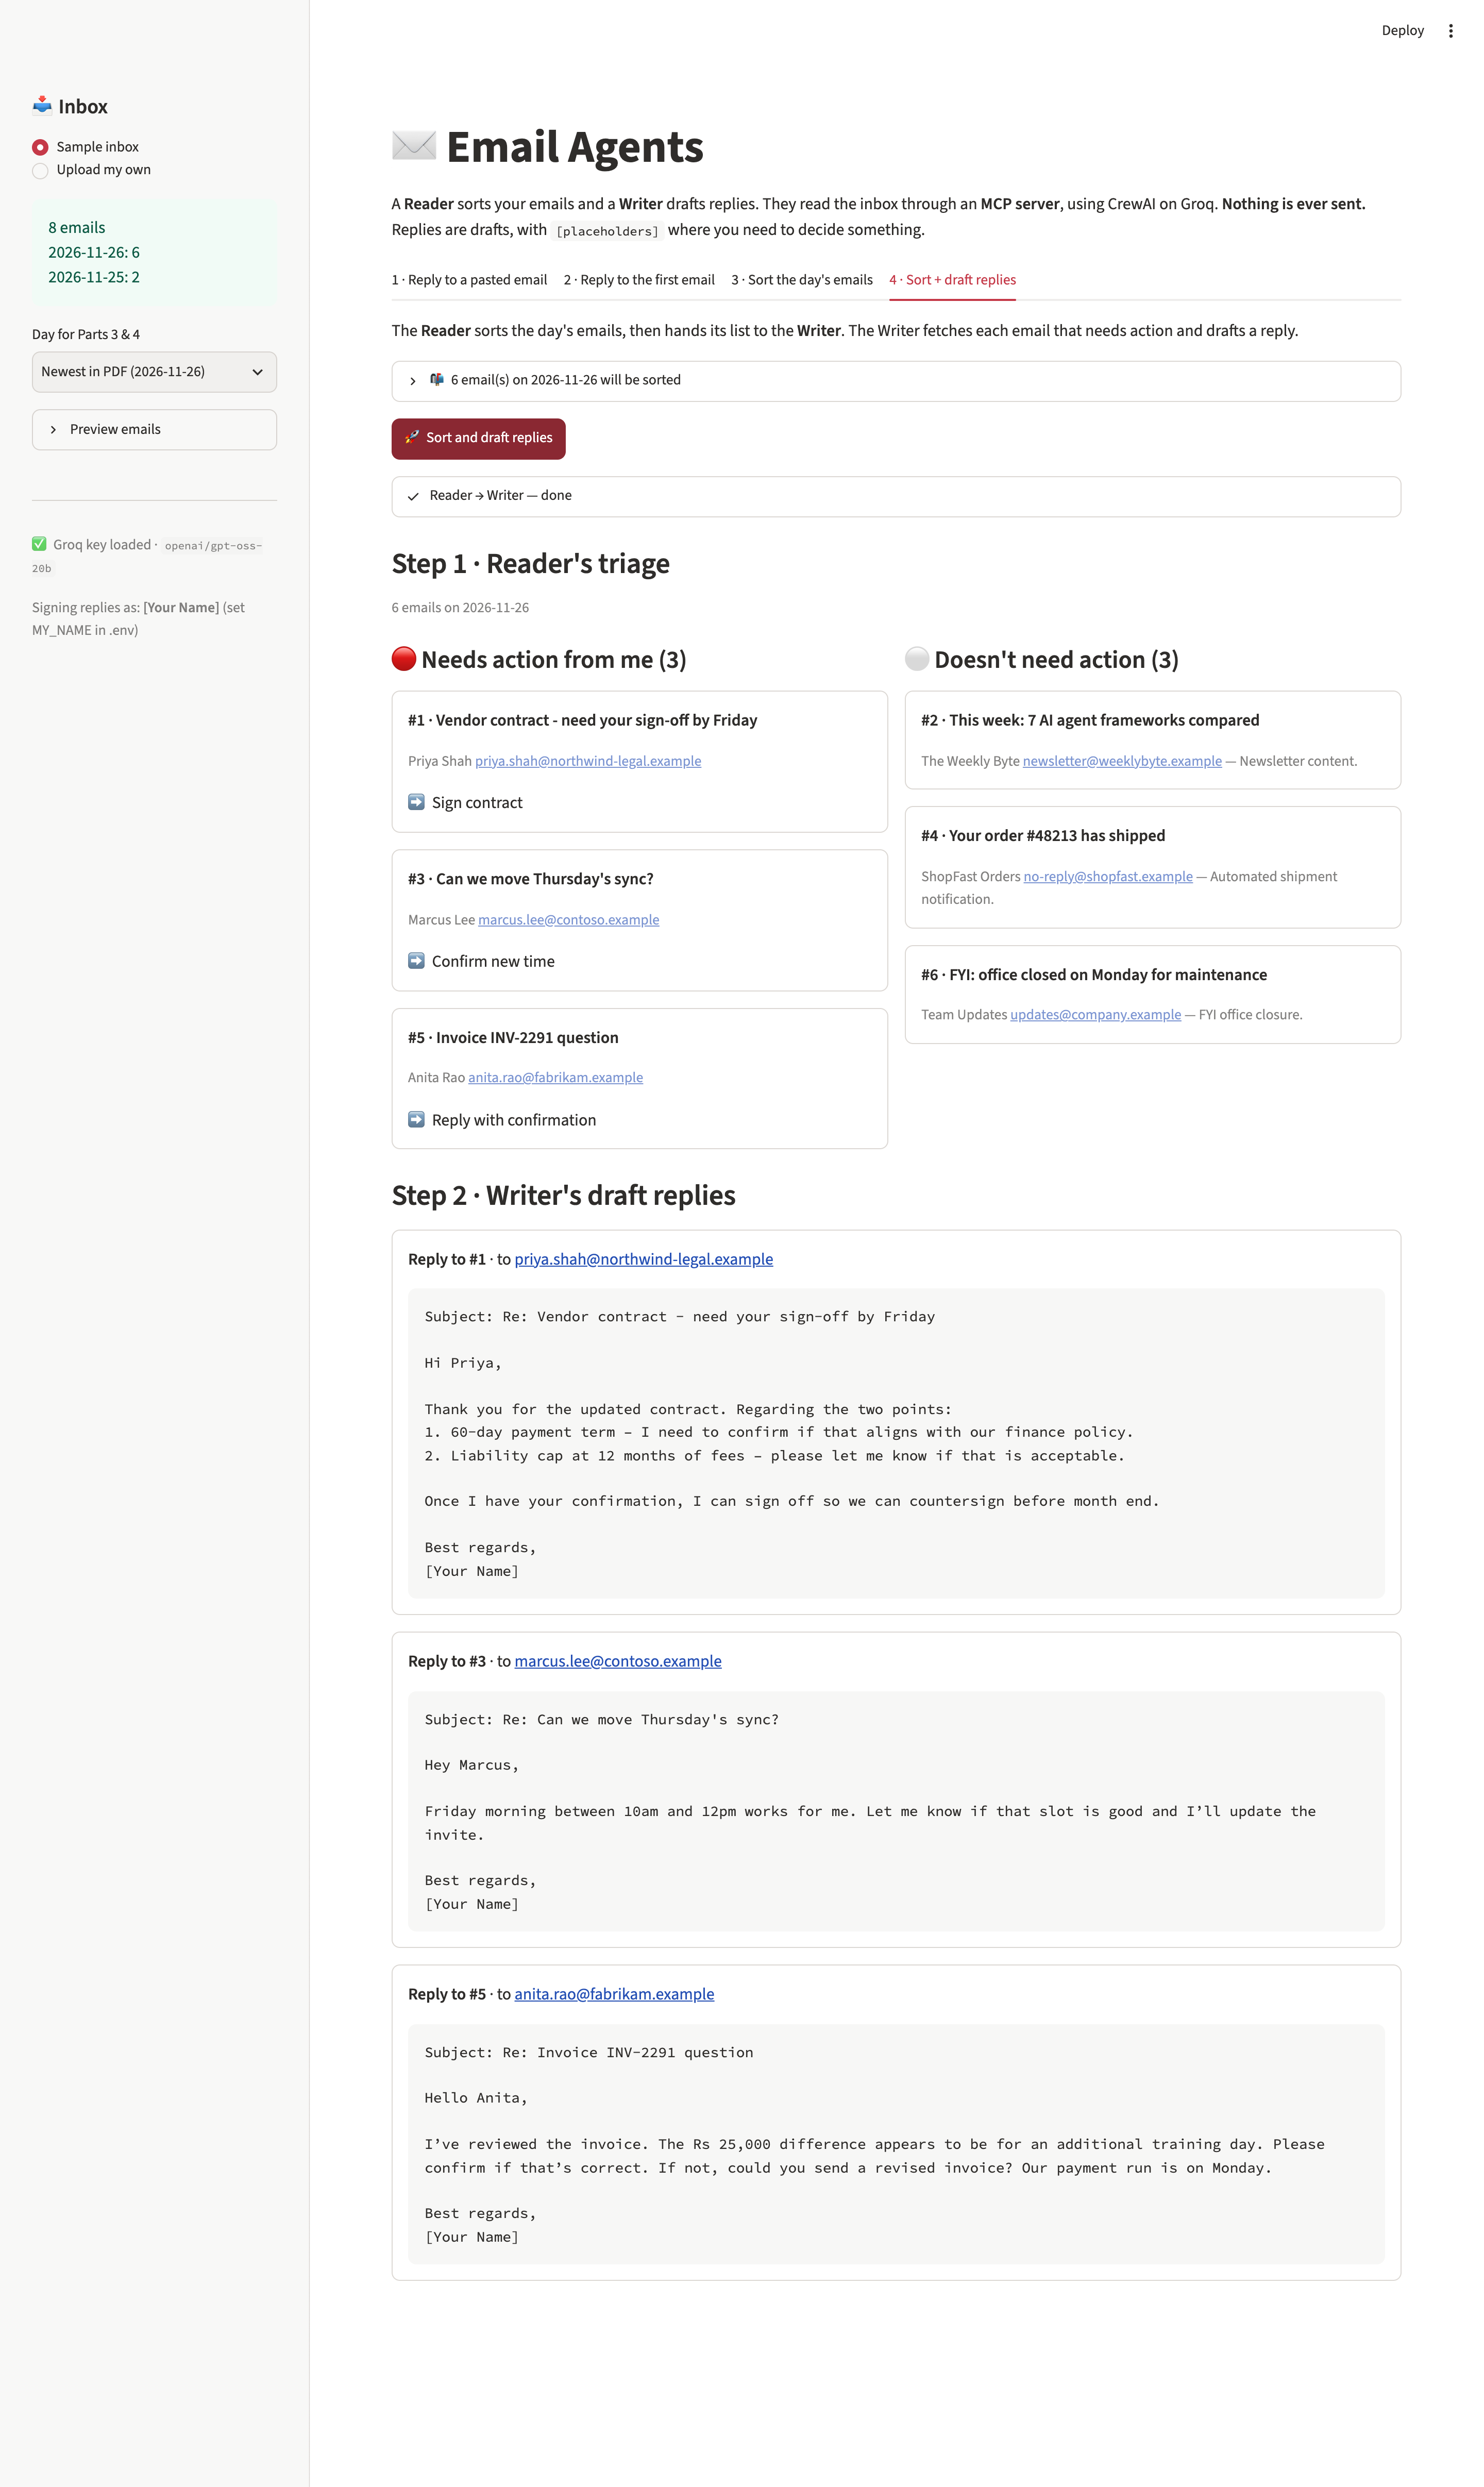 Deploy
Inbox
Sample inbox
Upload my own
8 emails
2026-11-26: 6
2026-11-25: 2
Day for Parts 3 & 4
Newest in PDF (2026-11-26)
Preview emails
Groq key loaded · openai/gpt-oss-
20b
Signing replies as: [Your Name] (set
MY_NAME in .env)
Email Agents
A Reader sorts your emails and a Writer drafts replies. They read the inbox through an MCP server, using CrewAI on Groq. Nothing is ever sent.
Replies are drafts, with [placeholders] where you need to decide something.
1 · Reply to a pasted email 2 · Reply to the first email 3 · Sort the day's emails 4 · Sort + draft replies
The Reader sorts the day's emails, then hands its list to the Writer. The Writer fetches each email that needs action and drafts a reply.
6 email(s) on 2026-11-26 will be sorted
Sort and draft replies
Reader → Writer — done
Step 1 · Reader's triage
6 emails on 2026-11-26
Needs action from me (3)
#1 · Vendor contract - need your sign-off by Friday
Priya Shah priya.shah@northwind-legal.example
Sign contract
#3 · Can we move Thursday's sync?
Marcus Lee marcus.lee@contoso.example
Confirm new time
#5 · Invoice INV-2291 question
Anita Rao anita.rao@fabrikam.example
Reply with confirmation
Doesn't need action (3)
#2 · This week: 7 AI agent frameworks compared
The Weekly Byte newsletter@weeklybyte.example — Newsletter content.
#4 · Your order #48213 has shipped
ShopFast Orders no-reply@shopfast.example — Automated shipment
notification.
#6 · FYI: office closed on Monday for maintenance
Team Updates updates@company.example — FYI office closure.
Step 2 · Writer's draft replies
Reply to #1 · to priya.shah@northwind-legal.example
Subject: Re: Vendor contract - need your sign-off by Friday
Hi Priya,
Thank you for the updated contract. Regarding the two points:
1. 60-day payment term – I need to confirm if that aligns with our finance policy.
2. Liability cap at 12 months of fees – please let me know if that is acceptable.
Once I have your confirmation, I can sign off so we can countersign before month end.
Best regards,
[Your Name]
Reply to #3 · to marcus.lee@contoso.example
Subject: Re: Can we move Thursday's sync?
Hey Marcus,
Friday morning between 10am and 12pm works for me. Let me know if that slot is good and I’ll update the
invite.
Best regards,
[Your Name]
Reply to #5 · to anita.rao@fabrikam.example
Subject: Re: Invoice INV-2291 question
Hello Anita,
I’ve reviewed the invoice. The Rs 25,000 difference appears to be for an additional training day. Please
confirm if that’s correct. If not, could you send a revised invoice? Our payment run is on Monday.
Best regards,
[Your Name]